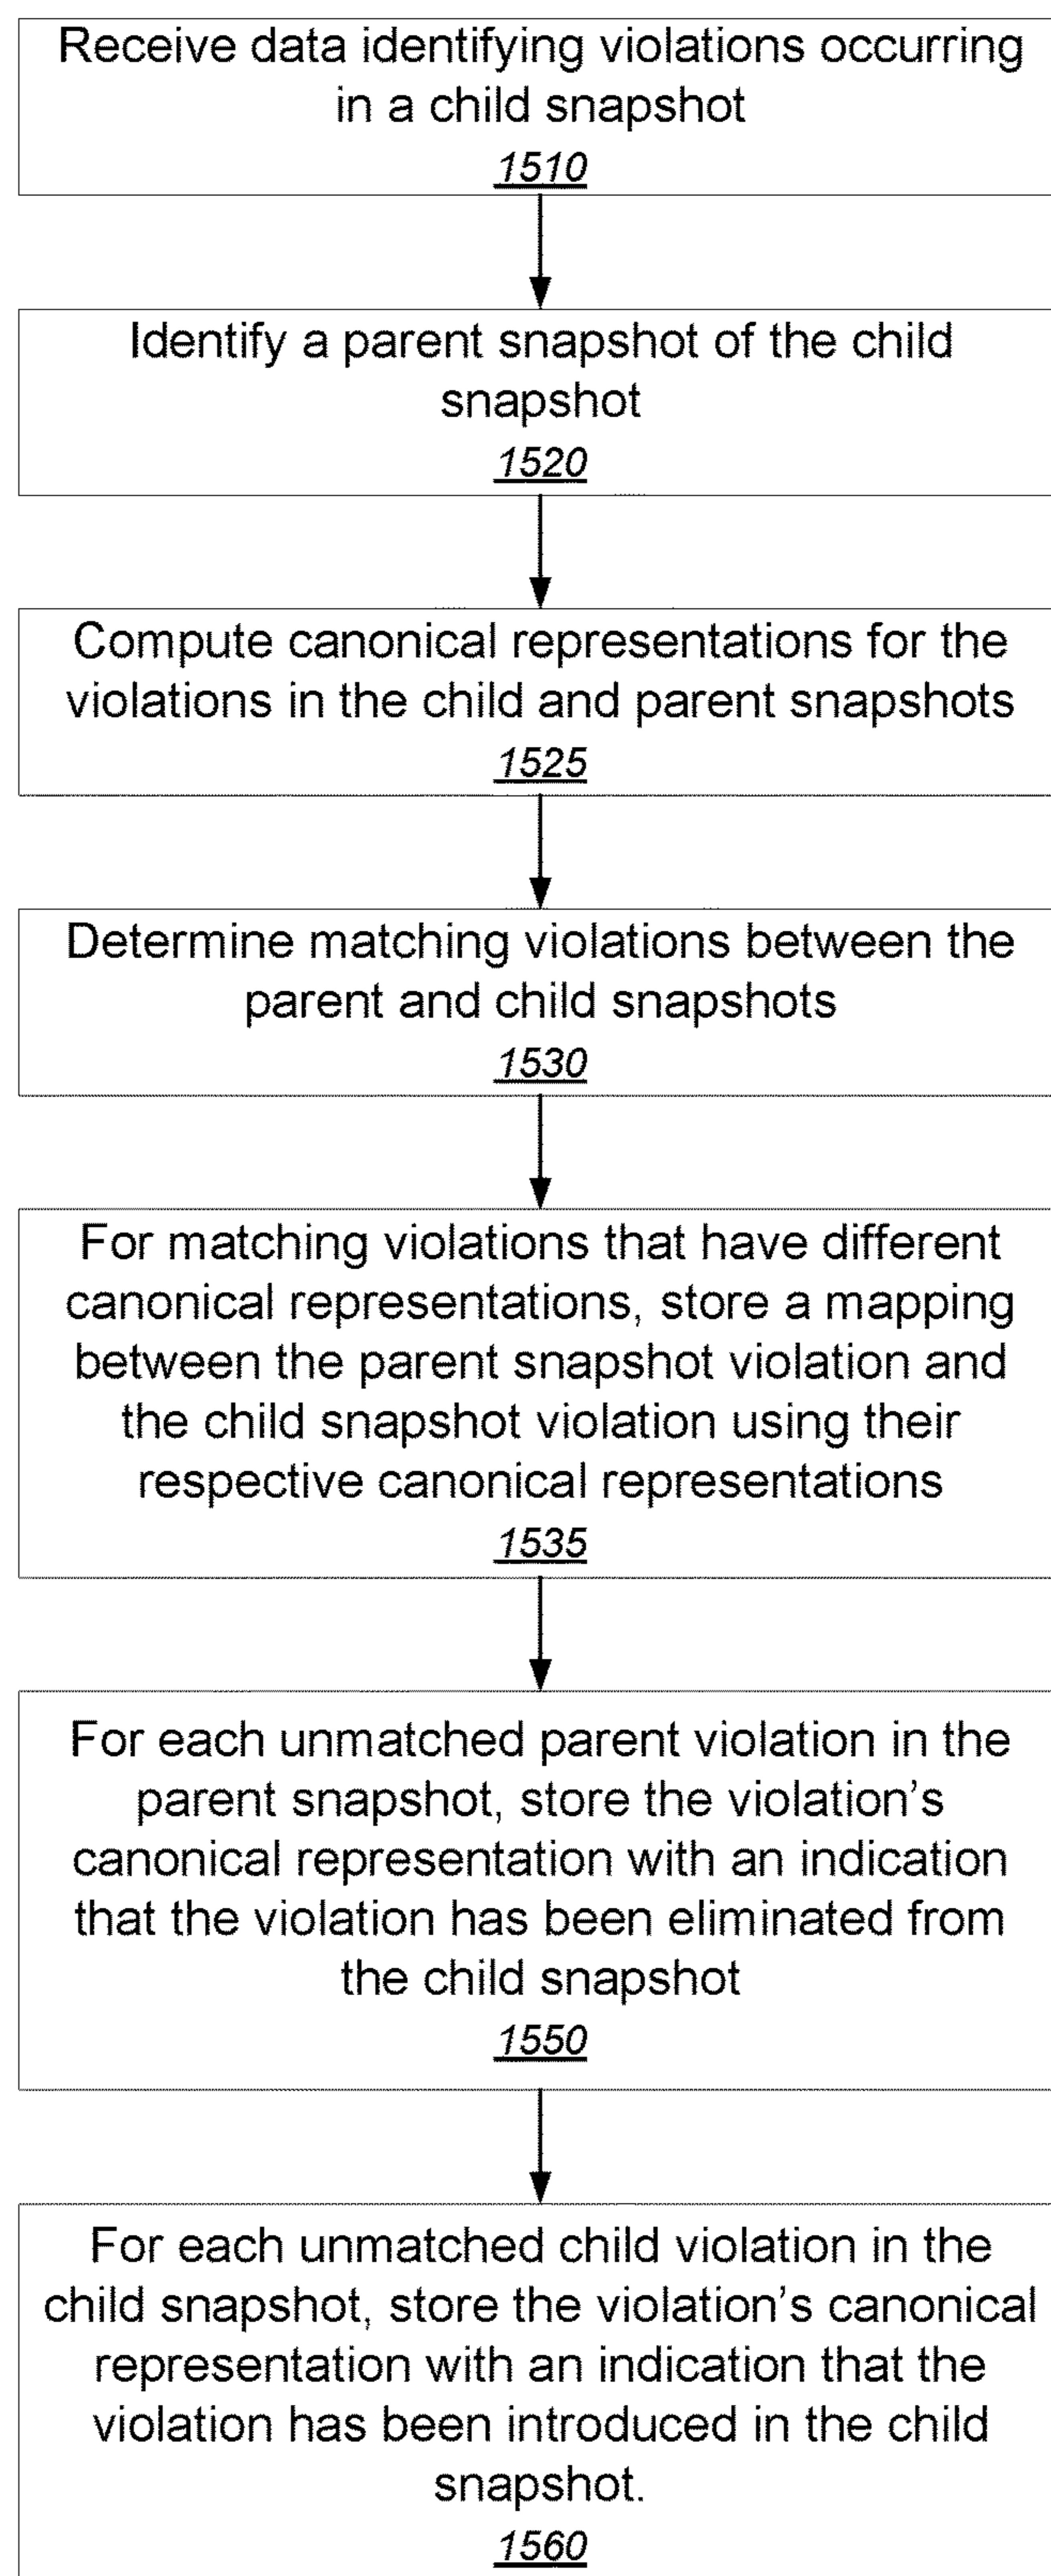 Receive data identifying violations occurring
in a child snapshot
1510
Identify a parent snapshot of the child
snapshot
1520
Compute canonical representations for the
violations in the child and parent snapshots
1525
Determine matching violations between the
parent and child snapshots
1530
For matching violations that have different
canonical representations, store a mapping
between the parent snapshot violation and
the child snapshot violation using their
respective canonical representations
1535
For each unmatched parent violation in the
parent snapshot, store the violation’s
canonical representation with an indication
that the violation has been eliminated from
the child snapshot
1550
For each unmatched child violation in the
child snapshot, store the violation’s canonical
representation with an indication that the
violation has been introduced in the child
snapshot.
1560